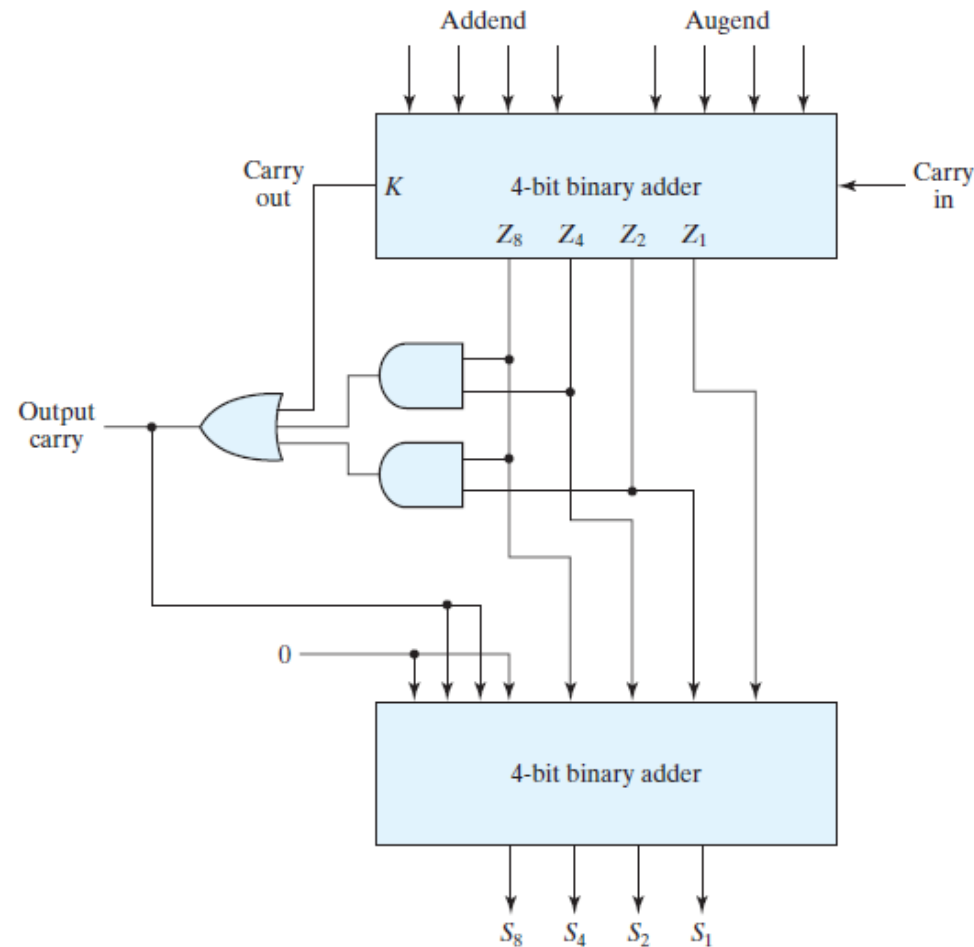 Addend
Augend
Carry
out
K
4-bit binary adder
Carry
in
Z8 Z4 Z2 Z1
Output
carry
0
4-bit binary adder
S8 S4 S2 S1